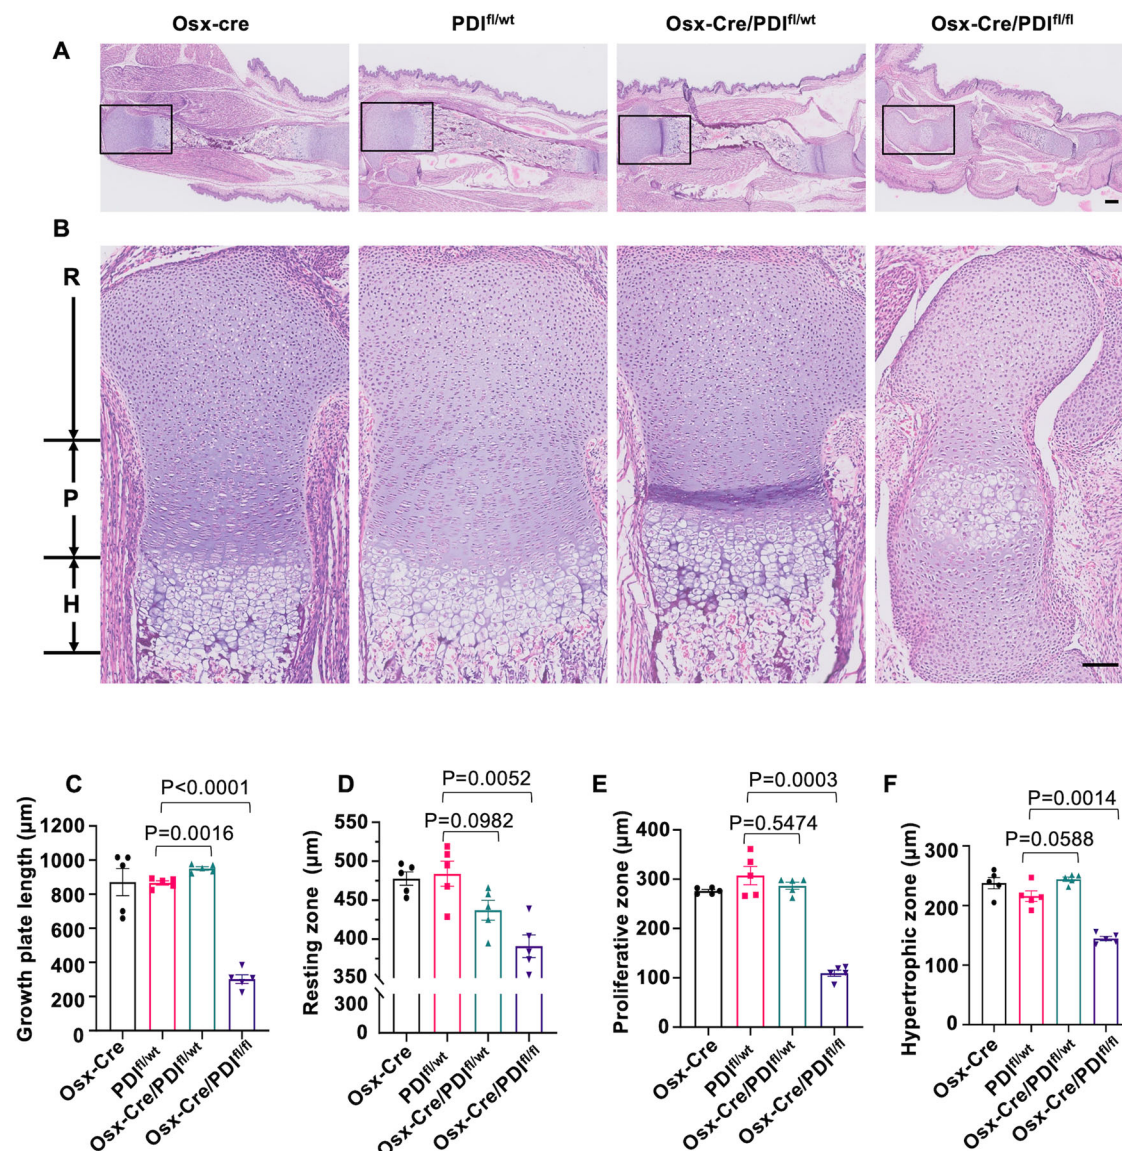 Osx-cre PDIfl/wt Osx-Cre/PDIfl/wt Osx-Cre/PDIfl/fl
A
B
R
P
H
C
P<0.0001
P=0.0016
Growth plate length (μm)
1200
1000
800
600
400
200
0
Osx-Cre
PDIfl/wt
Osx-Cre/PDIfl/wt
Osx-Cre/PDIfl/fl
D
P=0.0052
P=0.0982
Resting zone (μm)
550
500
450
400
350
300
0
Osx-Cre
PDIfl/wt
Osx-Cre/PDIfl/wt
Osx-Cre/PDIfl/fl
E
P=0.0003
P=0.5474
Proliferative zone (μm)
400
300
200
100
0
Osx-Cre
PDIfl/wt
Osx-Cre/PDIfl/wt
Osx-Cre/PDIfl/fl
F
P=0.0014
P=0.0588
Hypertrophic zone (μm)
300
200
100
0
Osx-Cre
PDIfl/wt
Osx-Cre/PDIfl/wt
Osx-Cre/PDIfl/fl